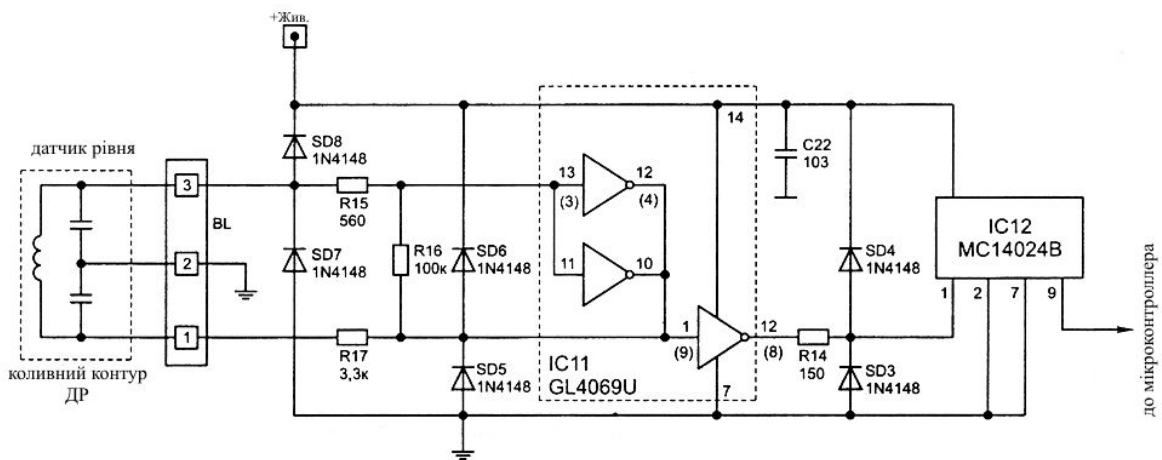 +Жив.
14
SD8
1N4148
C22
103
датчик рівня
3
13
12
R15
560
(3)
(4)
BL
IC12
MC14024B
SD7
1N4148
R16
100к
SD6
1N4148
SD4
1N4148
2
11
10
1
2
7
9
1
1
12
R17
3,3к
(9)
(8)
R14
150
SD5
1N4148
IC11
GL4069U
7
SD3
1N4148
коливний контур
ДР
до мікроконтроллера